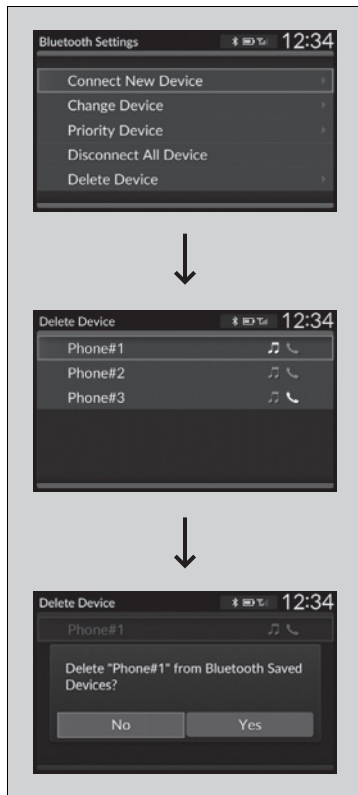 Bluetooth Settings 12:34
Connect New Device
Change Device
Priority Device
Disconnect All Device
Delete Device
Delete Device 12:34
Phone#1
Phone#2
Phone#3
Delete Device 12:34
Phone#1
Delete "Phone#1" from Bluetooth Saved
Devices?
No Yes